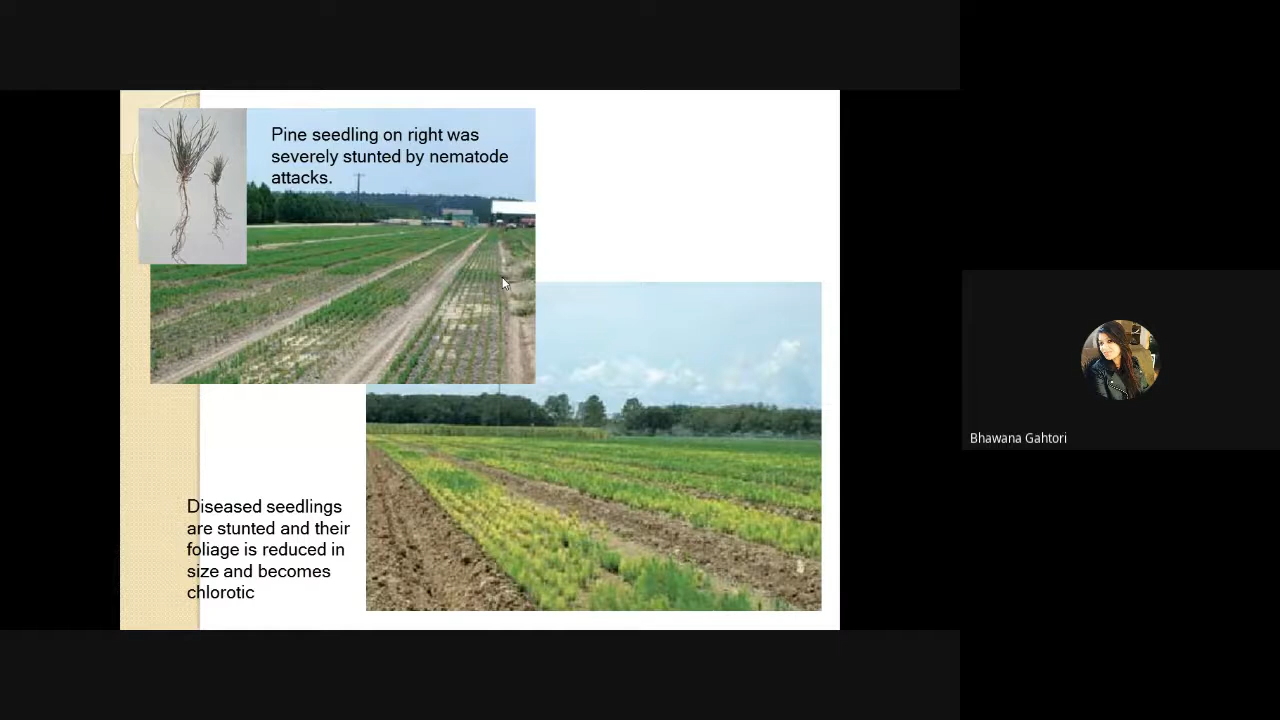 Pine seedling on right was
severely stunted by nematode
attacks.
Diseased seedlings
are stunted and their
foliage is reduced in
size and becomes
chlorotic
Bhawana Gahtori